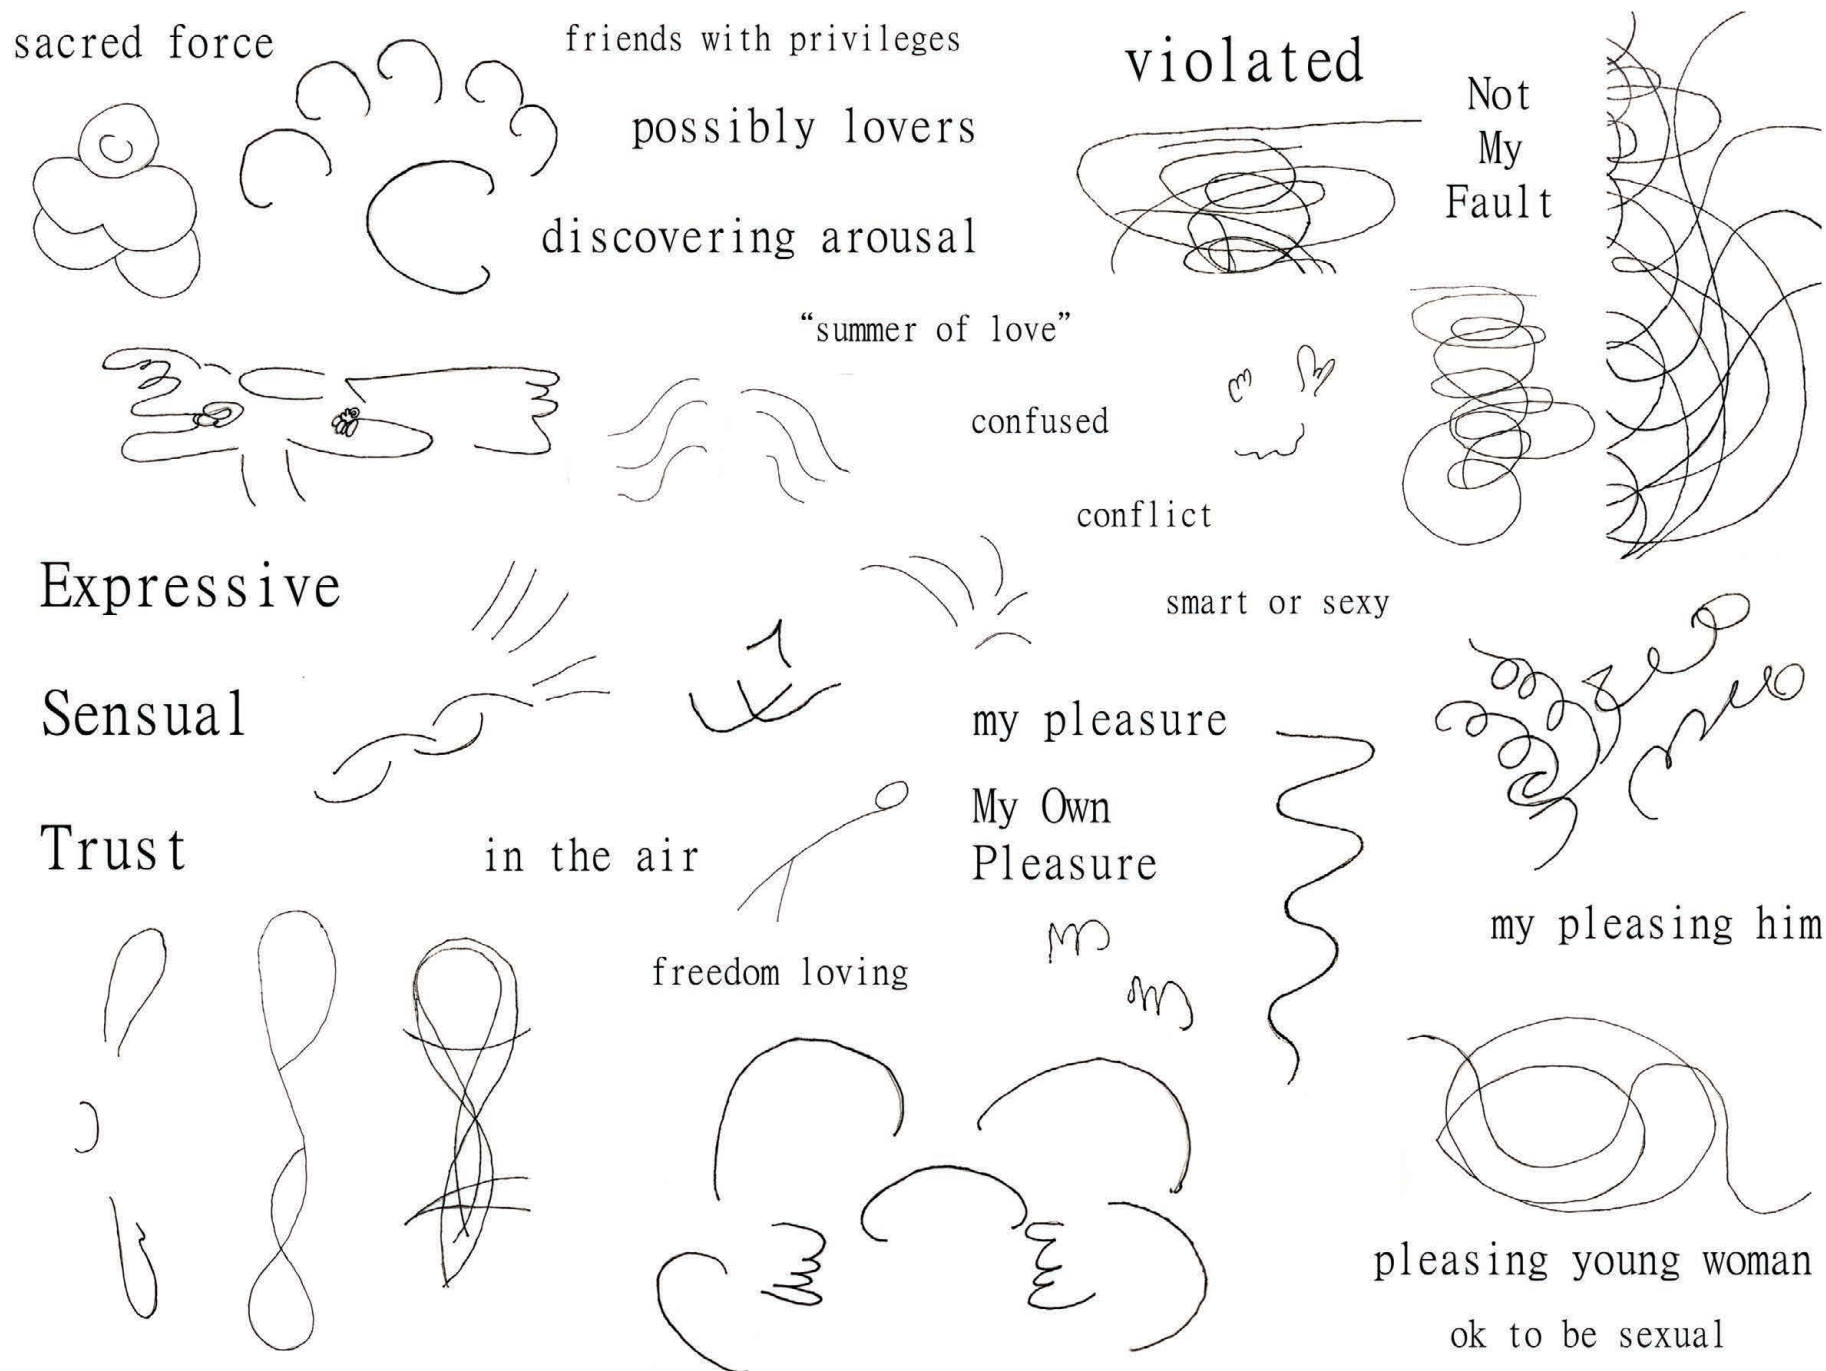 sacred force
friends with privileges
possibly lovers
discovering arousal
violated
Not
My
Fault
“summer of love”
confused
conflict
Expressive
smart or sexy
Sensual
my pleasure
My Own
Pleasure
Trust
in the air
my pleasing him
freedom loving
pleasing young woman
ok to be sexual